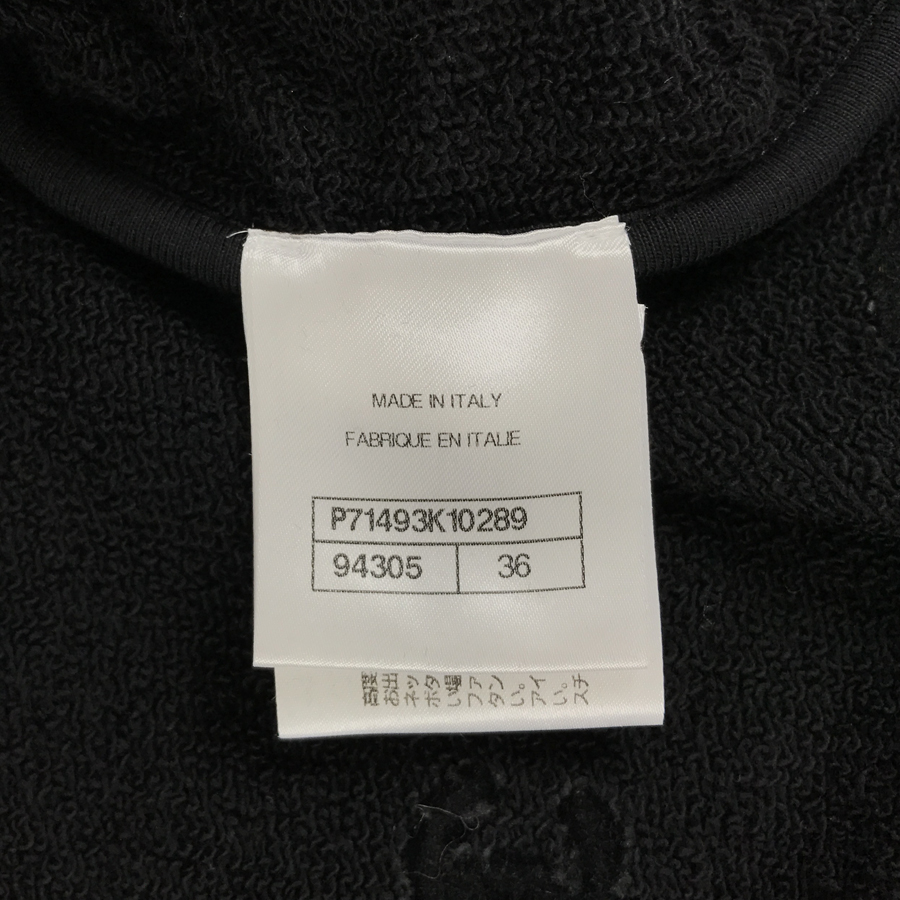 MADE IN ITALY
FABRIQUE EN ITALIE
P71493K10289
94305 36